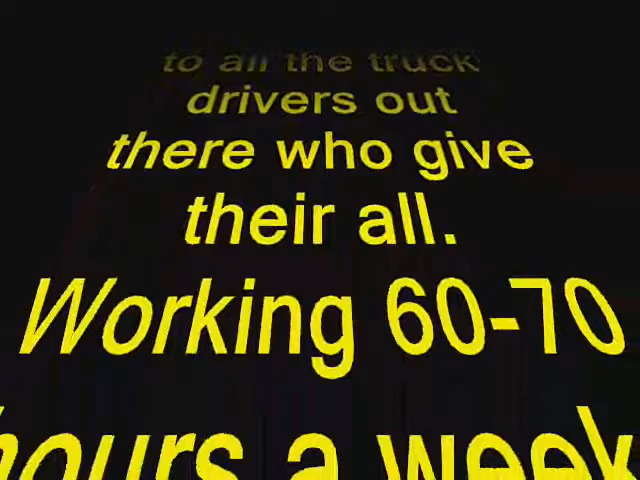 to all the truck
drivers out
there who give
their all.
Working 60-70
hours a week